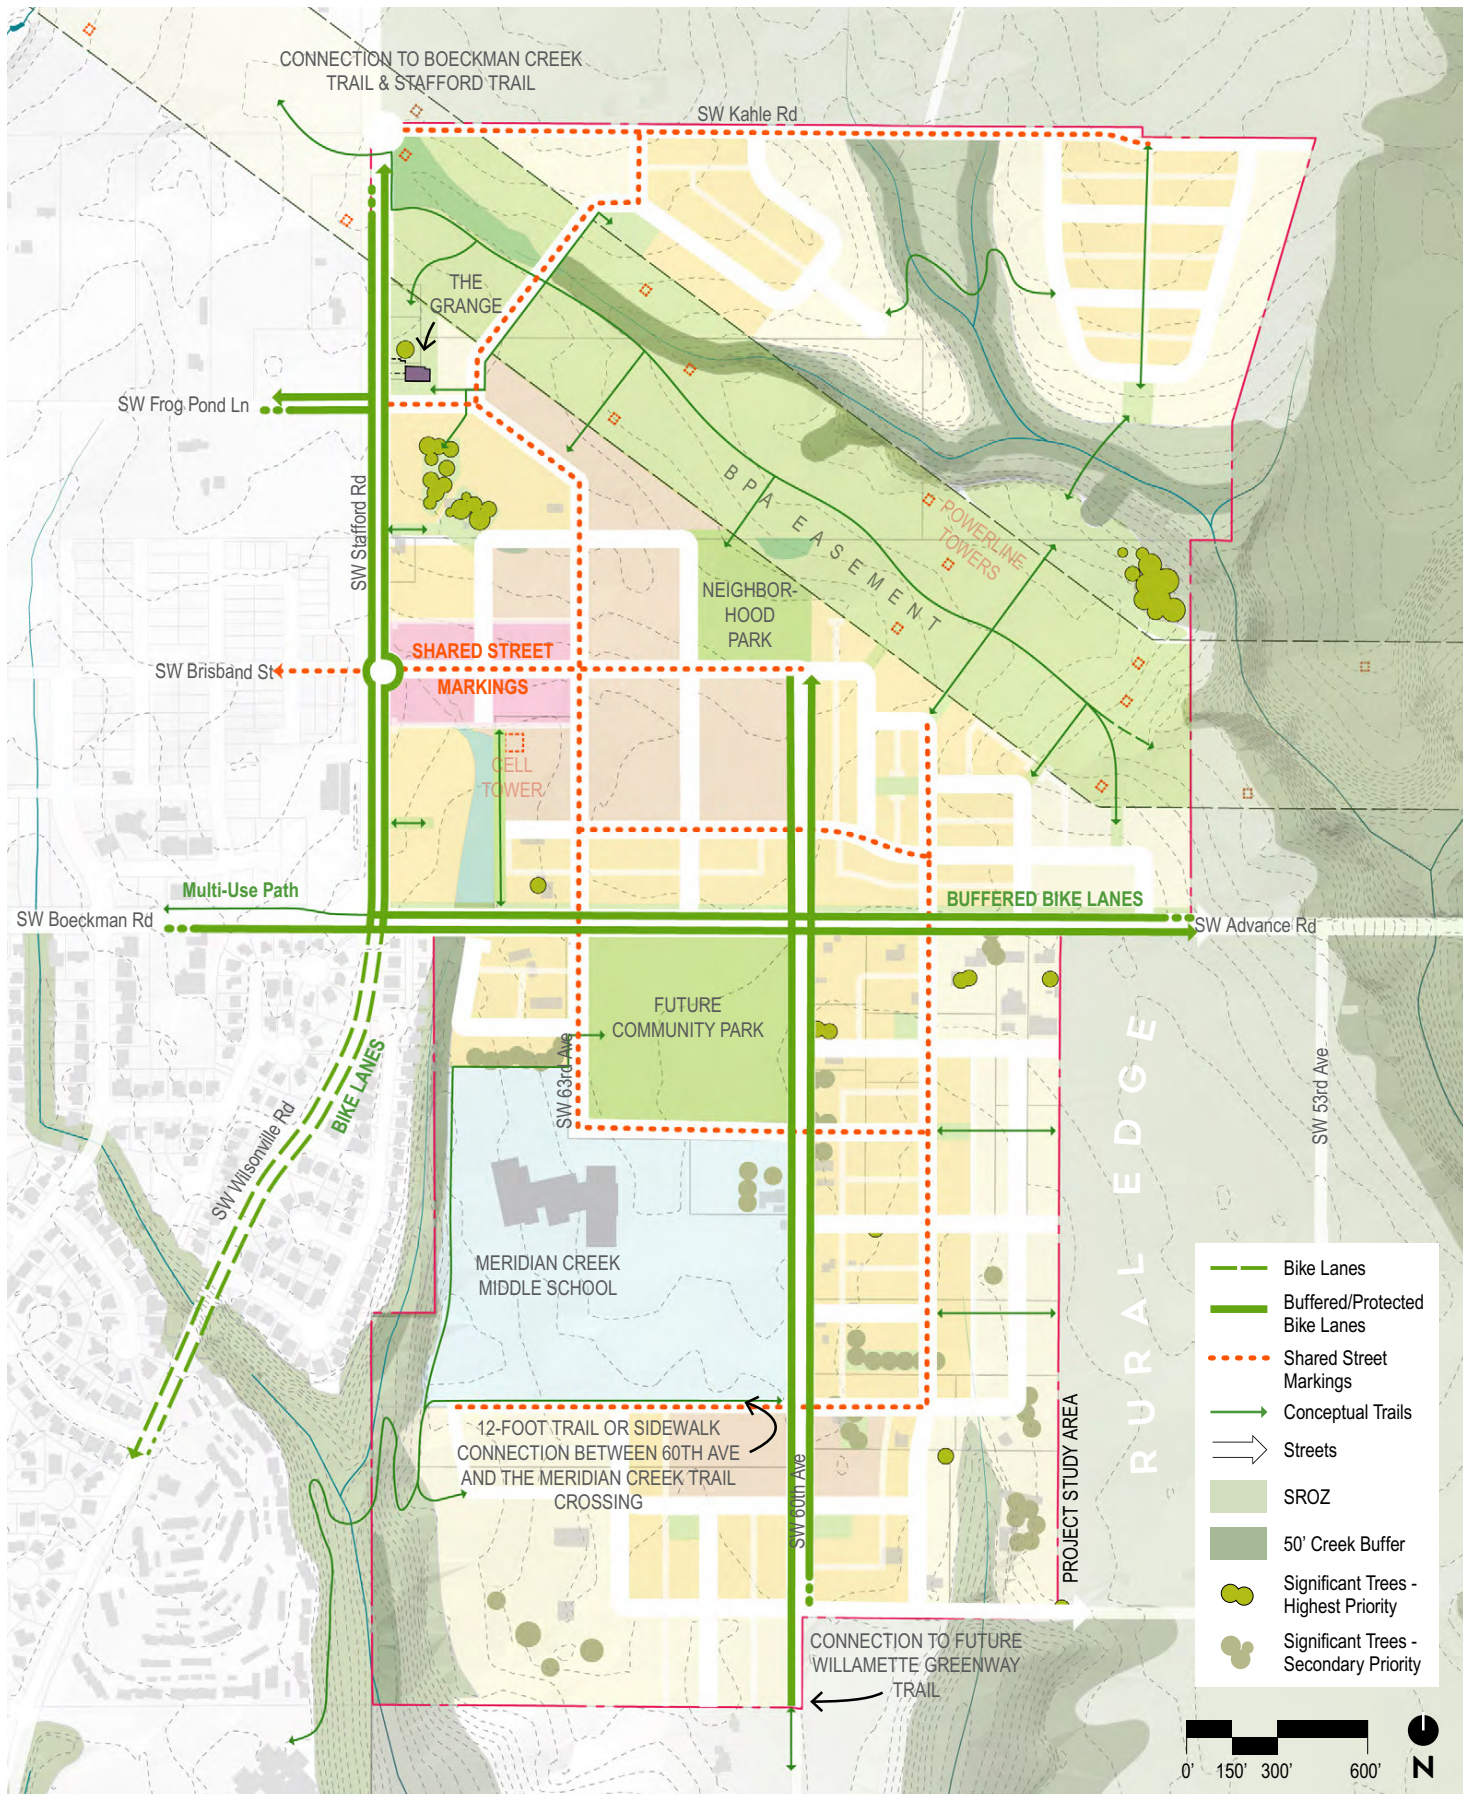 CONNECTION TO BOECKMAN CREEK
TRAIL & STAFFORD TRAIL
SW Kahle Rd
THE
GRANGE
SW Frog Pond Ln
SW Stafford Rd
BPA EASEMENT
POWERLINE
TOWERS
NEIGHBOR-
HOOD
PARK
SHARED STREET
MARKINGS
SW Brisband St
CELL
TOWER
Multi-Use Path
BUFFERED BIKE LANES
SW Boeckman Rd
SW Advance Rd
FUTURE
COMMUNITY PARK
SW 63rd Ave
BIKE LANES
SW Wilsonville Rd
SW 53rd Ave
RURAL EDGE
MERIDIAN CREEK
MIDDLE SCHOOL
12-FOOT TRAIL OR SIDEWALK
CONNECTION BETWEEN 60TH AVE
AND THE MERIDIAN CREEK TRAIL
CROSSING
SW 60th Ave
PROJECT STUDY AREA
CONNECTION TO FUTURE
WILLAMETTE GREENWAY
TRAIL
Bike Lanes
Buffered/Protected
Bike Lanes
Shared Street
Markings
Conceptual Trails
Streets
SROZ
50' Creek Buffer
Significant Trees -
Highest Priority
Significant Trees -
Secondary Priority
0' 150' 300' 600'
N